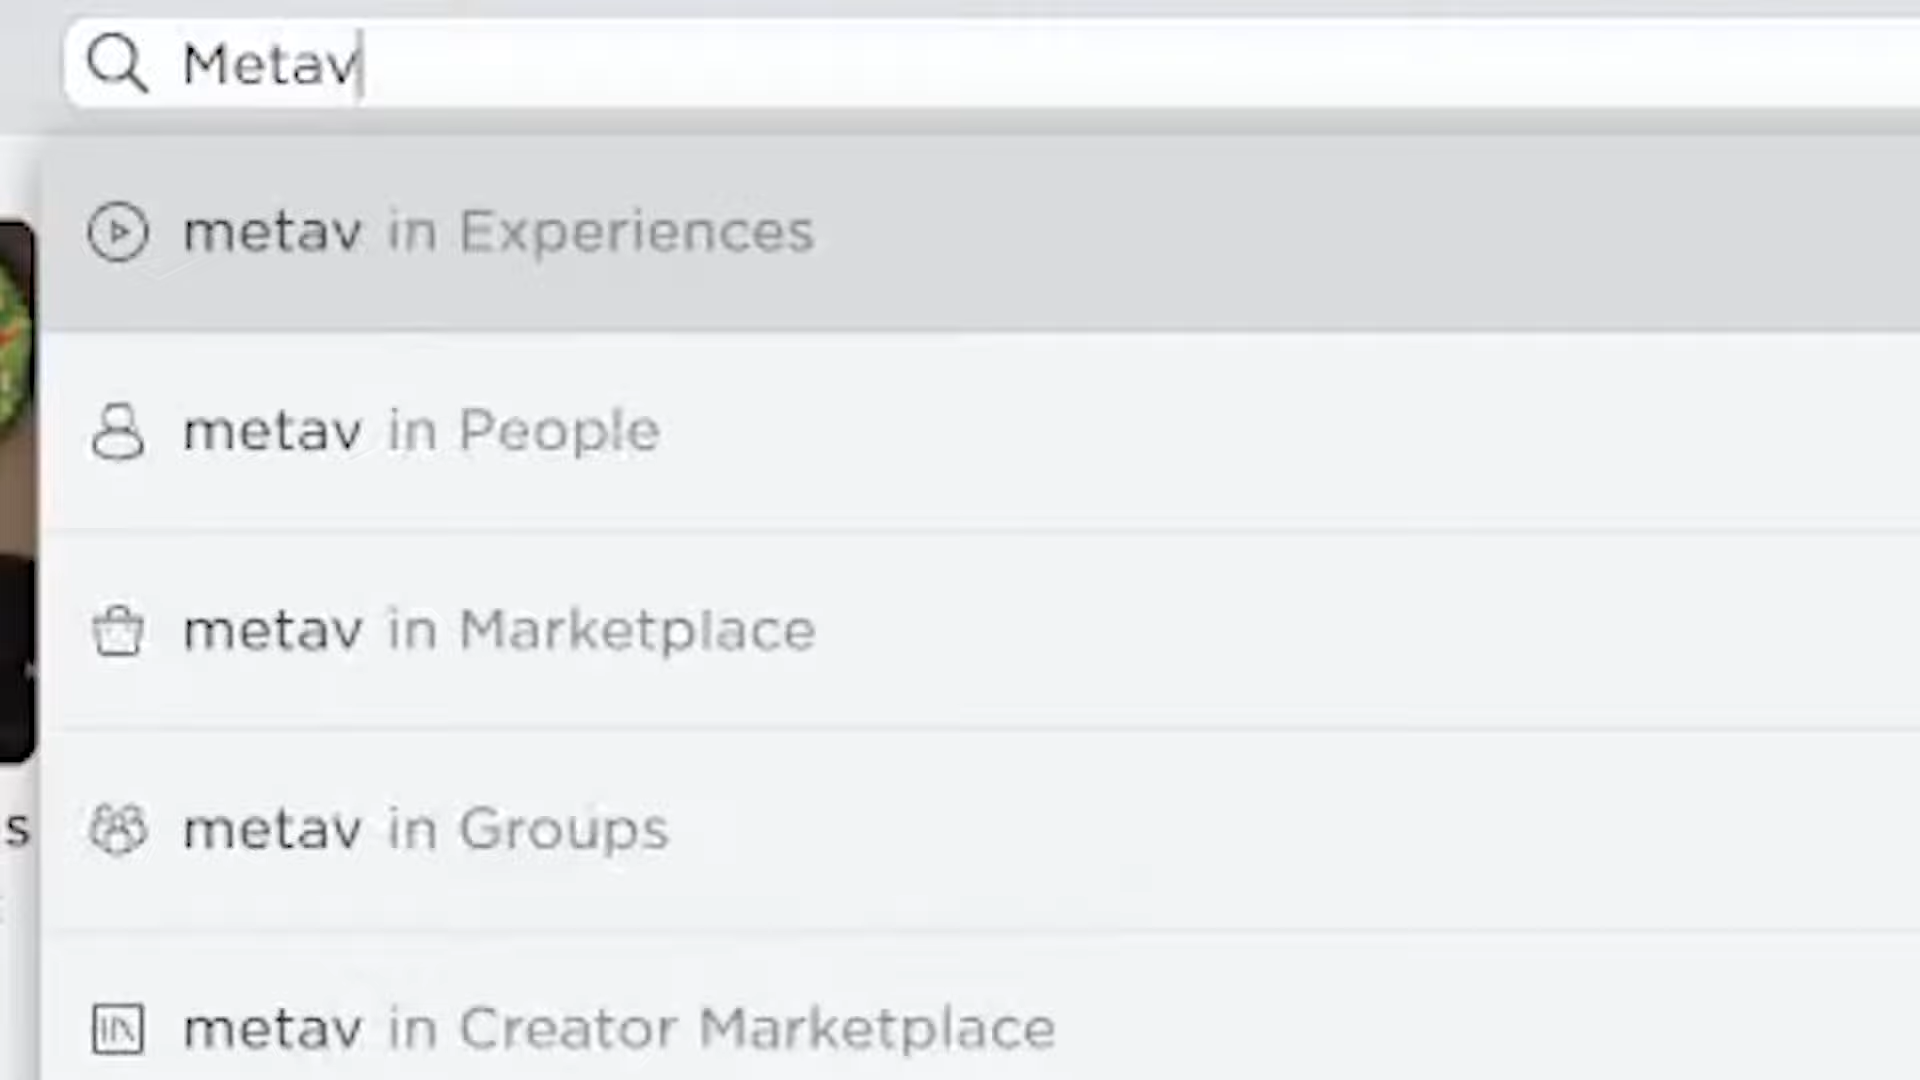 Metav
metav in Experiences
metav in People
metav in Marketplace
s
metav in Groups
metav in Creator Marketplace